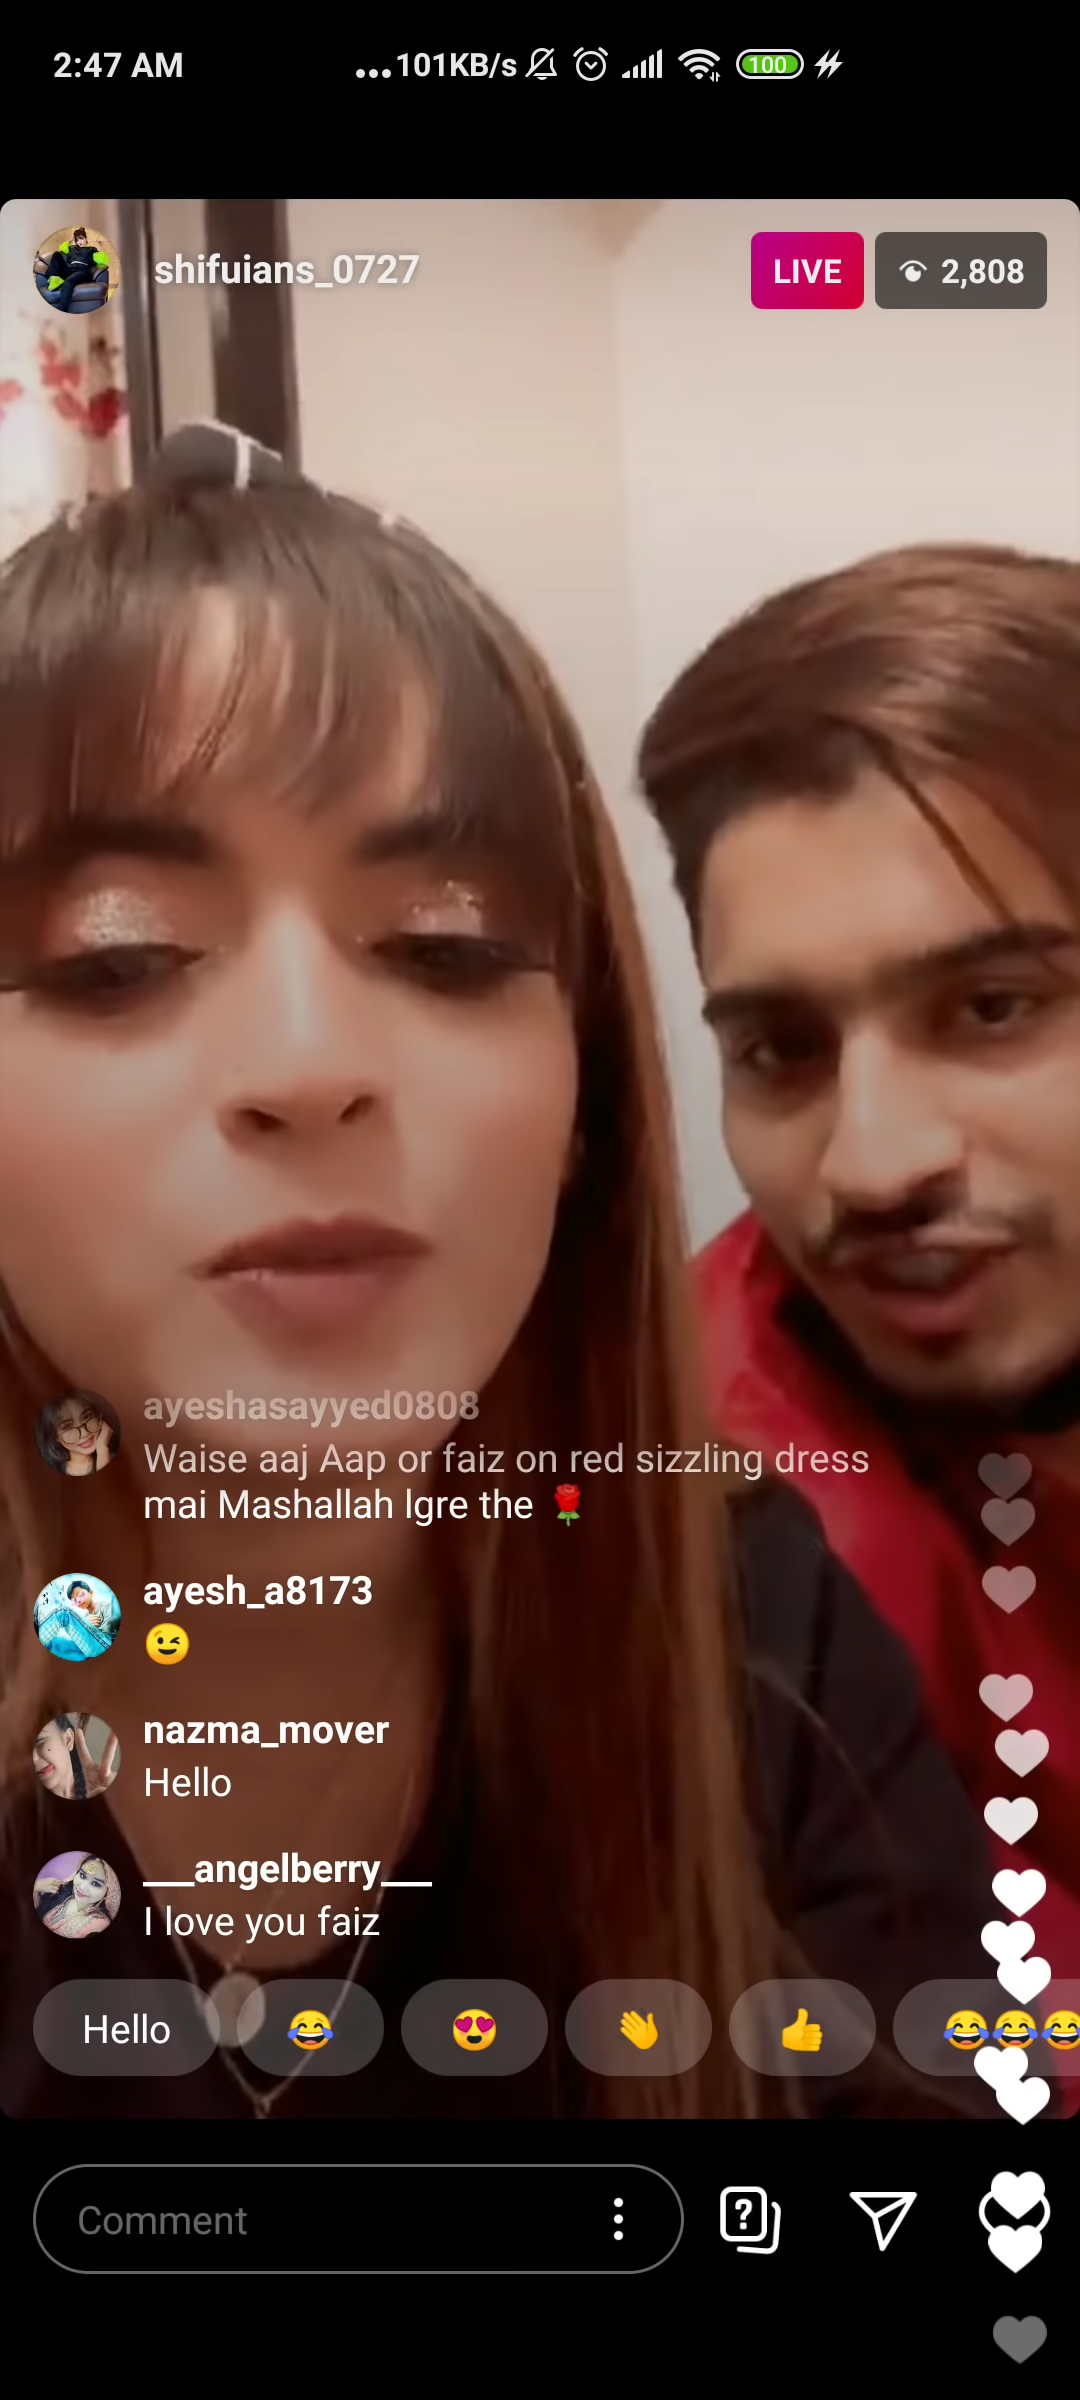 2:47 AM
...101KB/s
100
shifuians_0727
LIVE
2,808
ayeshasayyed0808
Waise aaj Aap or faiz on red sizzling dress
mai Mashallah lgre the 🌹
ayesh_a8173
😉
nazma_mover
Hello
___angelberry___
I love you faiz
Hello 😂 😍 👋 👍 😂😂😂
Comment